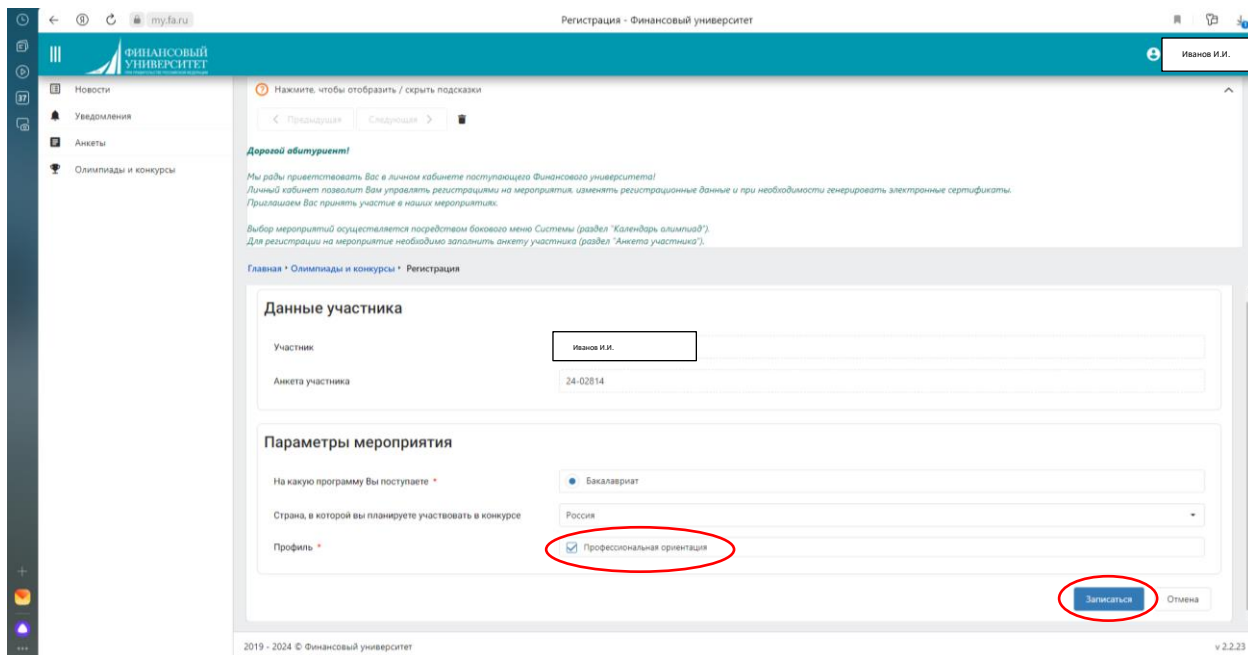 my.fa.ru
Регистрация - Финансовый университет
ФИНАНСОВЫЙ
УНИВЕРСИТЕТ
Иванов И.И.
37
Новости
Уведомления
Анкеты
Олимпиады и конкурсы
Нажмите, чтобы отобразить / скрыть подсказки
Предыдущая Следующая
Дорогой абитуриент!
Мы рады приветствовать Вас в личном кабинете поступающего Финансового университета!
Личный кабинет позволит Вам управлять регистрациями на мероприятия, изменять регистрационные данные и при необходимости генерировать электронные сертификаты.
Приглашаем Вас принять участие в наших мероприятиях.
Выбор мероприятий осуществляется посредством бокового меню Системы (раздел "Календарь олимпиад").
Для регистрации на мероприятие необходимо заполнить анкету участника (раздел "Анкета участника").
Главная • Олимпиады и конкурсы • Регистрация
Данные участника
Участник Иванов И.И.
Анкета участника 24-02814
Параметры мероприятия
На какую программу Вы поступаете * Бакалавриат
Страна, в которой вы планируете участвовать в конкурсе Россия
Профиль * Профессиональная ориентация
Записаться Отмена
2019 - 2024 © Финансовый университет v 2.2.23